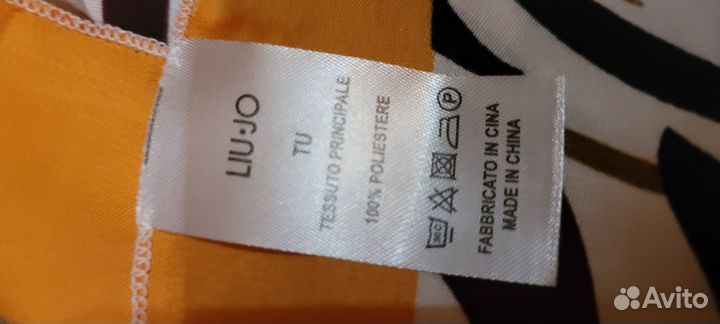 LIU·JO
TU
TESSUTO PRINCIPALE
100% POLIESTERE
P
FABBRICATO IN CINA
MADE IN CHINA
Avito